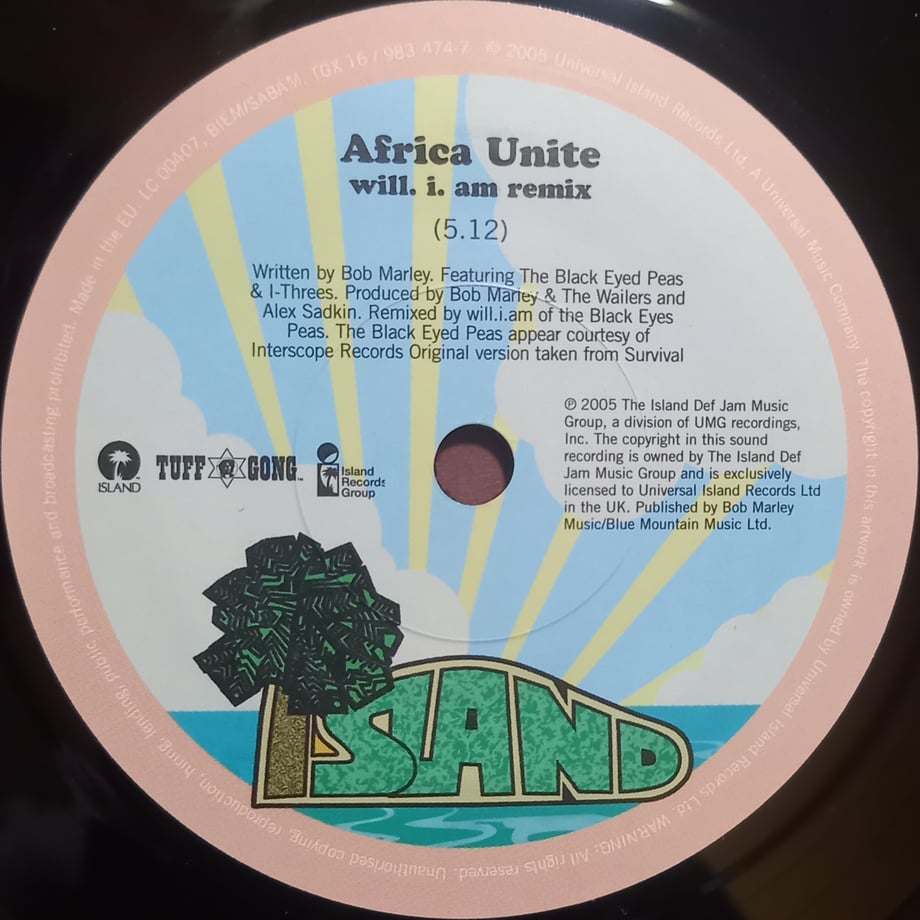 Africa Unite
will. i. am remix
(5.12)
Written by Bob Marley. Featuring The Black Eyed Peas
& I-Threes. Produced by Bob Marley & The Wailers and
Alex Sadkin. Remixed by will.i.am of the Black Eyes
Peas. The Black Eyed Peas appear courtesy of
Interscope Records Original version taken from Survival
℗ 2005 The Island Def Jam Music
Group, a division of UMG recordings,
Inc. The copyright in this sound
recording is owned by The Island Def
Jam Music Group and is exclusively
licensed to Universal Island Records Ltd
in the UK. Published by Bob Marley
Music/Blue Mountain Music Ltd.
ISLAND
TUFF GONG™
Island
Records
Group
ISLAND
Made in the EU. LC 00407, BIEM/SABAM. TGX 16 / 983 474-7 ℗© 2005 Universal Island Records Ltd. A Universal Music Company. The copyright in this artwork is owned by Universal Island Records Ltd. WARNING: All rights reserved. Unauthorised copying, reproduction, hiring, lending, public performance and broadcasting prohibited.